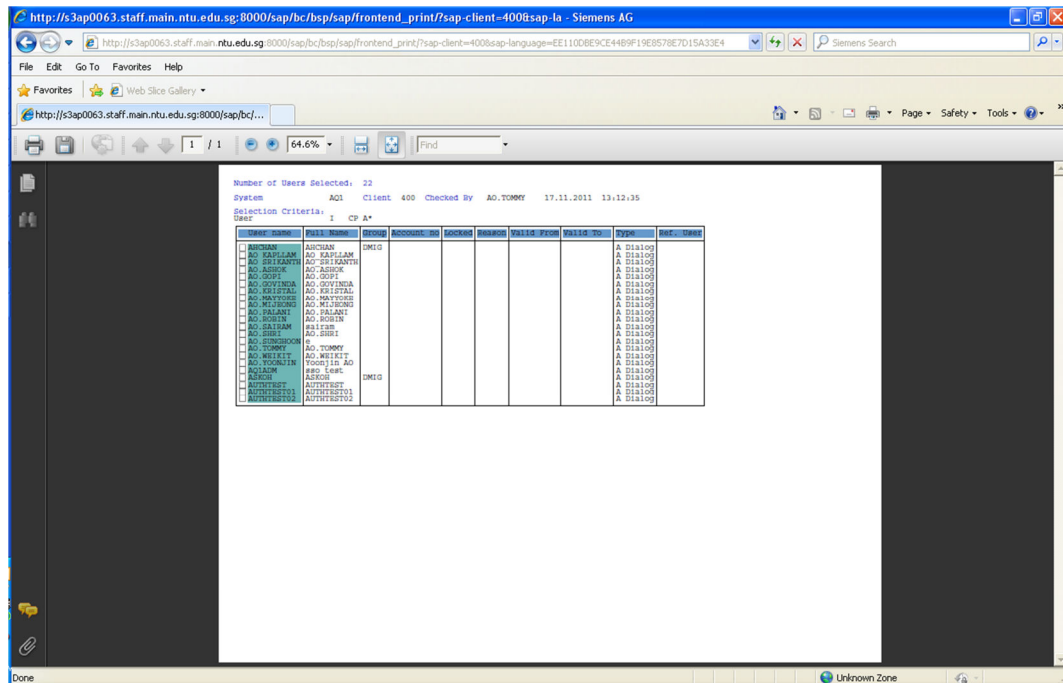 http://s3ap0063.staff.main.ntu.edu.sg:8000/sap/bc/bsp/sap/frontend_print/?sap-client=400&sap-la - Siemens AG
http://s3ap0063.staff.main.ntu.edu.sg:8000/sap/bc/bsp/sap/frontend_print/?sap-client=400&sap-language=EE110DBE9CE44B9F19E8578E7D15A33E4 Siemens Search
File Edit Go To Favorites Help
Favorites Web Slice Gallery
http://s3ap0063.staff.main.ntu.edu.sg:8000/sap/bc/... Page Safety Tools
1 / 1 64.6% Find
Number of Users Selected: 22
System AQ1 Client 400 Checked By AO.TOMMY 17.11.2011 13:12:35
Selection Criteria:
User I CP A*
User name Full Name Group Account no Locked Reason Valid From Valid To Type Ref. User
AHCHAN AHCHAN DMIG A Dialog
AO_KAPLLAM AO_KAPLLAM A Dialog
AO_SRIKANTH AO_SRIKANTH A Dialog
AO.ASHOK AO.ASHOK A Dialog
AO.GOPI AO.GOPI A Dialog
AO.GOVINDA AO.GOVINDA A Dialog
AO.KRISTAL AO.KRISTAL A Dialog
AO.MAYYOKE AO.MAYYOKE A Dialog
AO.MIJEONG AO.MIJEONG A Dialog
AO.PALANI AO.PALANI A Dialog
AO.ROBIN AO.ROBIN A Dialog
AO.SAIRAM sairam A Dialog
AO.SHRI AO.SHRI A Dialog
AO.SUNGHOON e A Dialog
AO.TOMMY AO.TOMMY A Dialog
AO.WEIKIT AO.WEIKIT A Dialog
AO.YOONJIN Yoonjin AO A Dialog
AQ1ADM sso test A Dialog
ASKOH ASKOH DMIG A Dialog
AUTHTEST AUTHTEST A Dialog
AUTHTEST01 AUTHTEST01 A Dialog
AUTHTEST02 AUTHTEST02 A Dialog
Done Unknown Zone